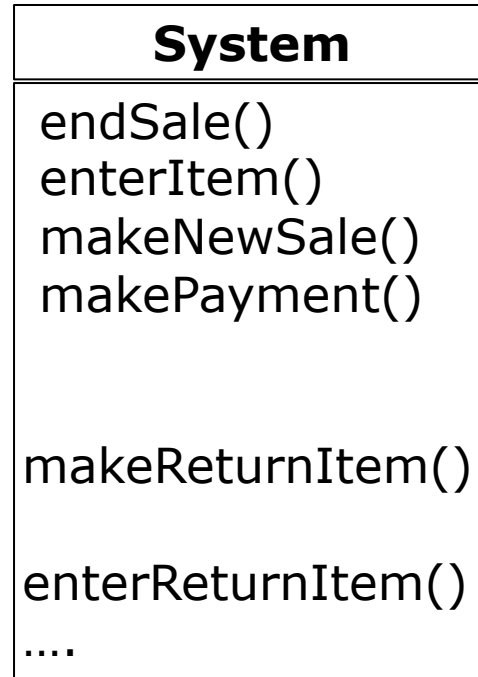 System
endSale()
enterItem()
makeNewSale()
makePayment()
makeReturnItem()
enterReturnItem()
….